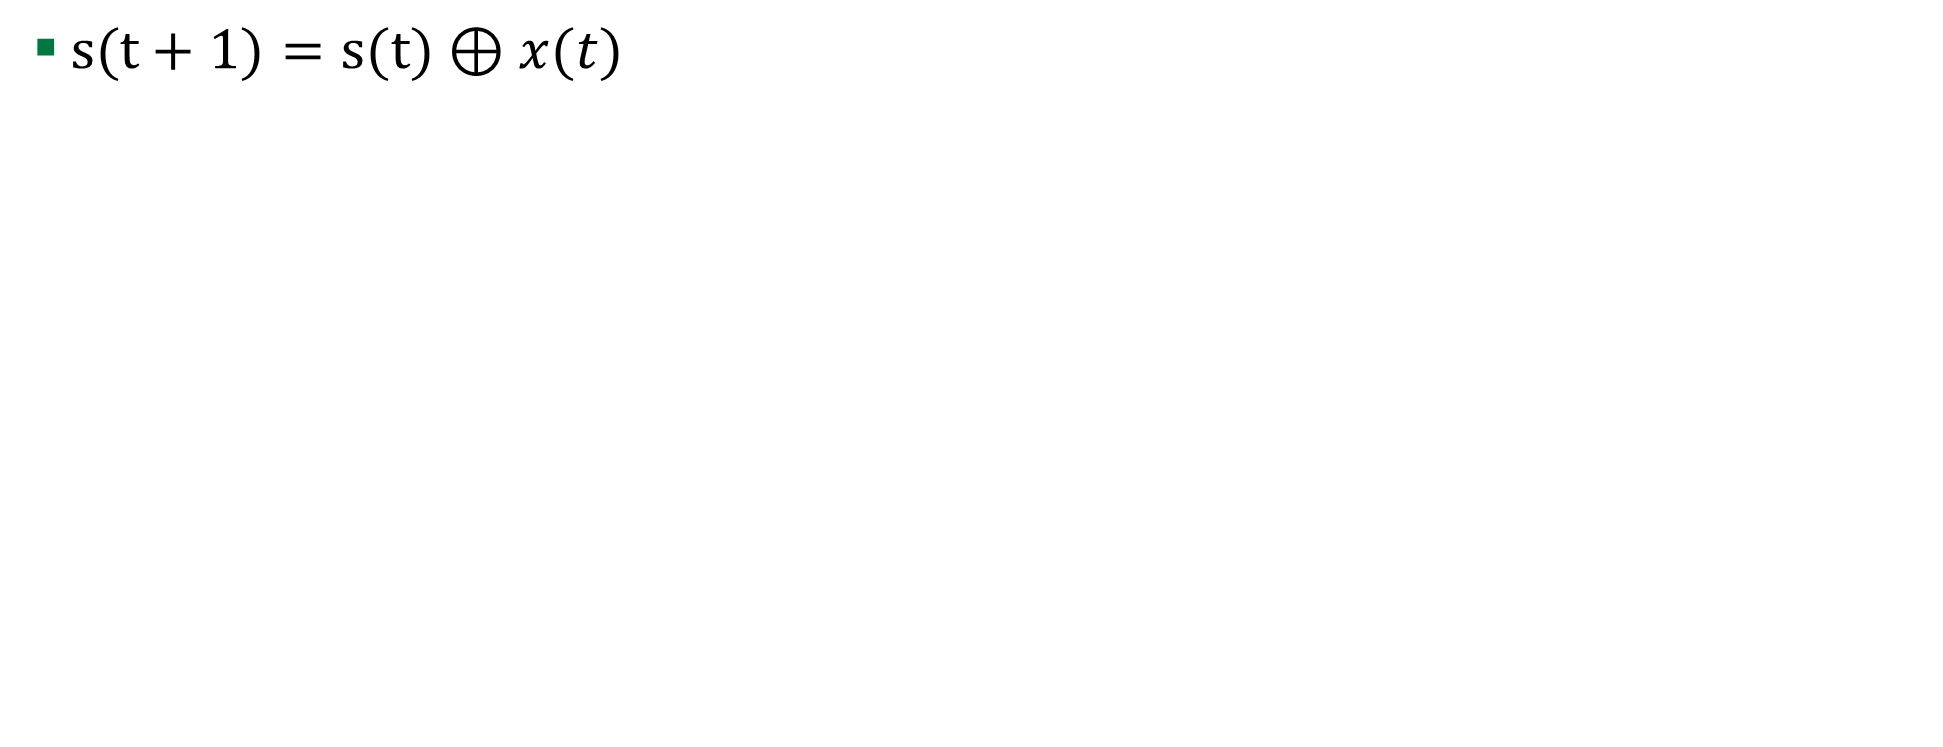 ▪ s(t + 1) = s(t) ⊕ x(t)